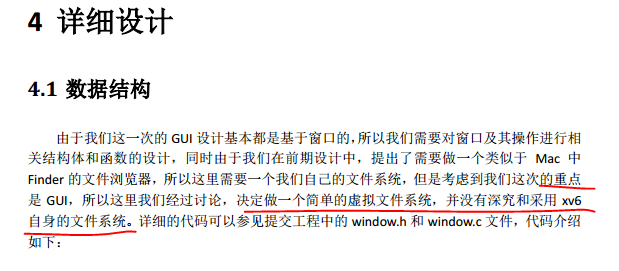 4 详细设计
4.1 数据结构
由于我们这一次的 GUI 设计基本都是基于窗口的，所以我们需要对窗口及其操作进行相
关结构体和函数的设计，同时由于我们在前期设计中，提出了需要做一个类似于 Mac 中
Finder 的文件浏览器，所以这里需要一个我们自己的文件系统，但是考虑到我们这次的重点
是 GUI，所以这里我们经过讨论，决定做一个简单的虚拟文件系统，并没有深究和采用 xv6
自身的文件系统。详细的代码可以参见提交工程中的 window.h 和 window.c 文件，代码介绍
如下：